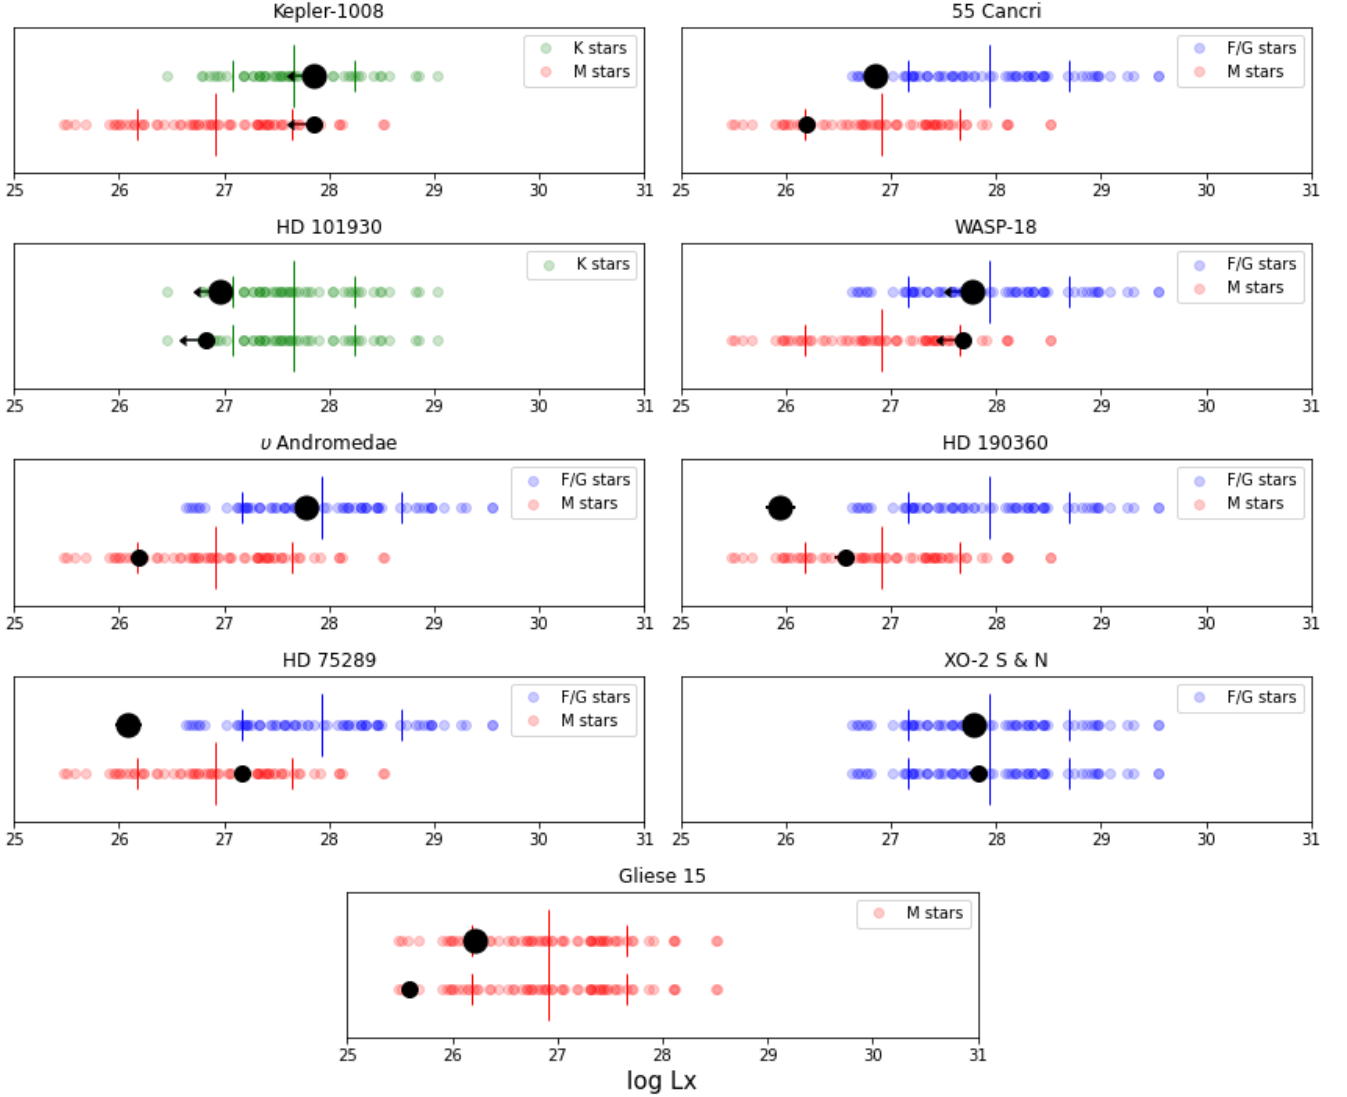 Kepler-1008
K stars
M stars
25 26 27 28 29 30 31
55 Cancri
F/G stars
M stars
25 26 27 28 29 30 31
HD 101930
K stars
25 26 27 28 29 30 31
WASP-18
F/G stars
M stars
25 26 27 28 29 30 31
υ Andromedae
F/G stars
M stars
25 26 27 28 29 30 31
HD 190360
F/G stars
M stars
25 26 27 28 29 30 31
HD 75289
F/G stars
M stars
25 26 27 28 29 30 31
XO-2 S & N
F/G stars
25 26 27 28 29 30 31
Gliese 15
M stars
25 26 27 28 29 30 31
log Lx